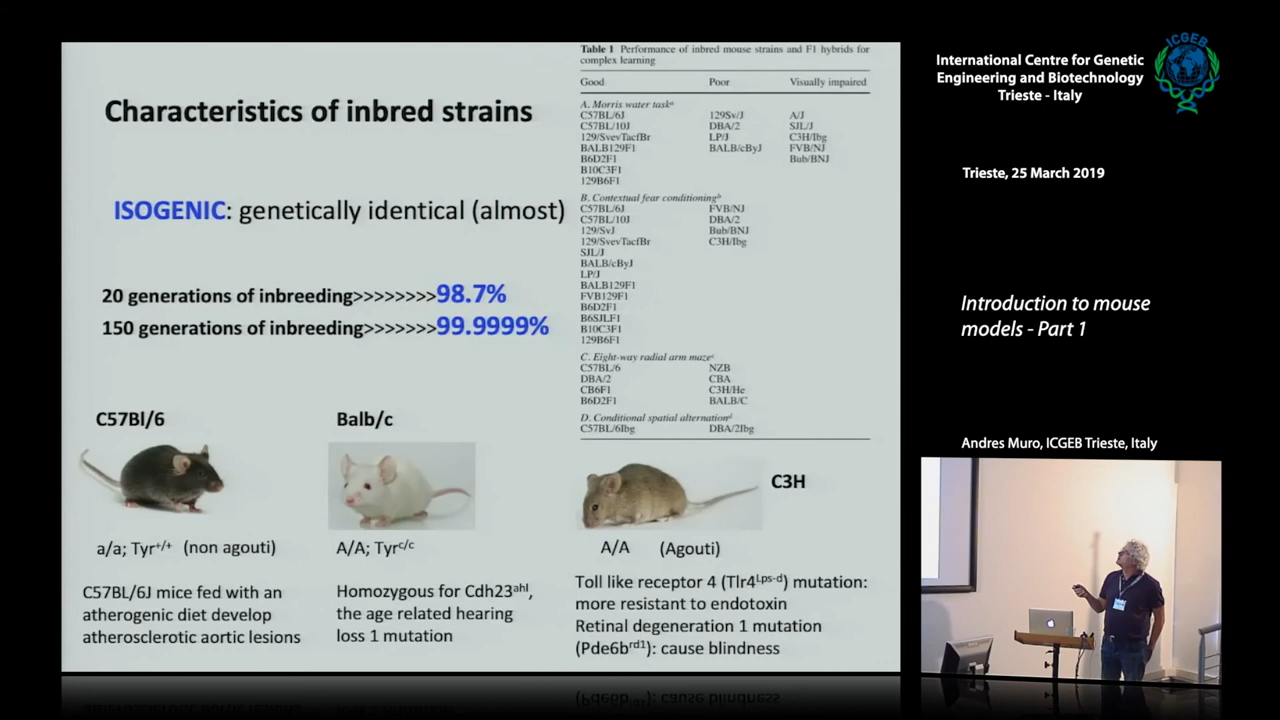 Characteristics of inbred strains
ISOGENIC: genetically identical (almost)
20 generations of inbreeding>>>>>>>>98.7%
150 generations of inbreeding>>>>>>>99.9999%
Table 1 Performance of inbred mouse strains and F1 hybrids for
complex learning
Good Poor Visually impaired
A. Morris water taskᵃ
C57BL/6J 129Sv/J A/J
C57BL/10J DBA/2 SJL/J
129/SvevTacfBr LP/J C3H/Ibg
BALB129F1 BALB/cByJ FVB/NJ
B6D2F1 Bub/BNJ
B10C3F1
129B6F1
B. Contextual fear conditioningᵇ
C57BL/6J FVB/NJ
C57BL/10J DBA/2
129/SvJ Bub/BNJ
129/SvevTacfBr C3H/Ibg
SJL/J
BALB/cByJ
LP/J
BALB129F1
FVB129F1
B6D2F1
B6SJLF1
B10C3F1
129B6F1
C. Eight-way radial arm mazeᶜ
C57BL/6 NZB
DBA/2 CBA
CB6F1 C3H/He
B6D2F1 BALB/C
D. Conditional spatial alternationᵈ
C57BL/6Ibg DBA/2Ibg
C57Bl/6
a/a; Tyr+/+ (non agouti)
C57BL/6J mice fed with an
atherogenic diet develop
atherosclerotic aortic lesions
Balb/c
A/A; Tyrc/c
Homozygous for Cdh23ahl,
the age related hearing
loss 1 mutation
C3H
A/A (Agouti)
Toll like receptor 4 (Tlr4Lps-d) mutation:
more resistant to endotoxin
Retinal degeneration 1 mutation
(Pde6brd1): cause blindness
International Centre for Genetic
Engineering and Biotechnology
Trieste - Italy
ICGEB
Trieste, 25 March 2019
Introduction to mouse
models - Part 1
Andres Muro, ICGEB Trieste, Italy